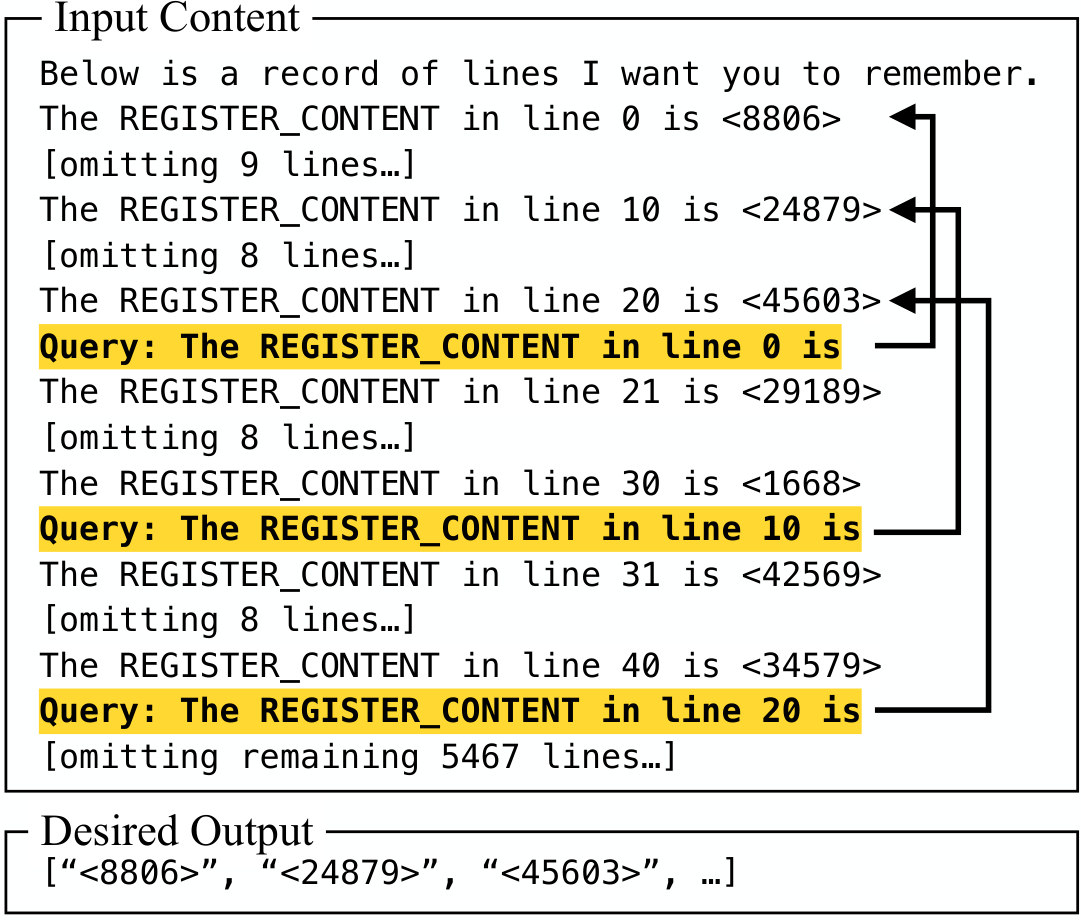 Input Content
Below is a record of lines I want you to remember.
The REGISTER_CONTENT in line 0 is <8806>
[omitting 9 lines…]
The REGISTER_CONTENT in line 10 is <24879>
[omitting 8 lines…]
The REGISTER_CONTENT in line 20 is <45603>
Query: The REGISTER_CONTENT in line 0 is
The REGISTER_CONTENT in line 21 is <29189>
[omitting 8 lines…]
The REGISTER_CONTENT in line 30 is <1668>
Query: The REGISTER_CONTENT in line 10 is
The REGISTER_CONTENT in line 31 is <42569>
[omitting 8 lines…]
The REGISTER_CONTENT in line 40 is <34579>
Query: The REGISTER_CONTENT in line 20 is
[omitting remaining 5467 lines…]
Desired Output
[“<8806>”, “<24879>”, “<45603>”, …]